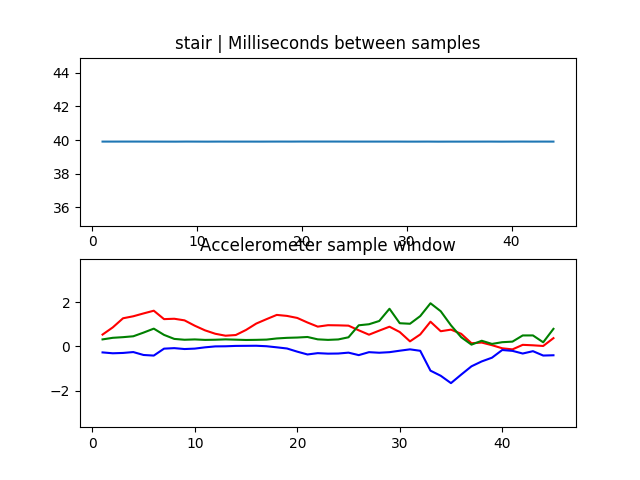 stair | Milliseconds between samples
44
42
40
38
36
0 10 20 30 40
Accelerometer sample window
2
0
−2
0 10 20 30 40